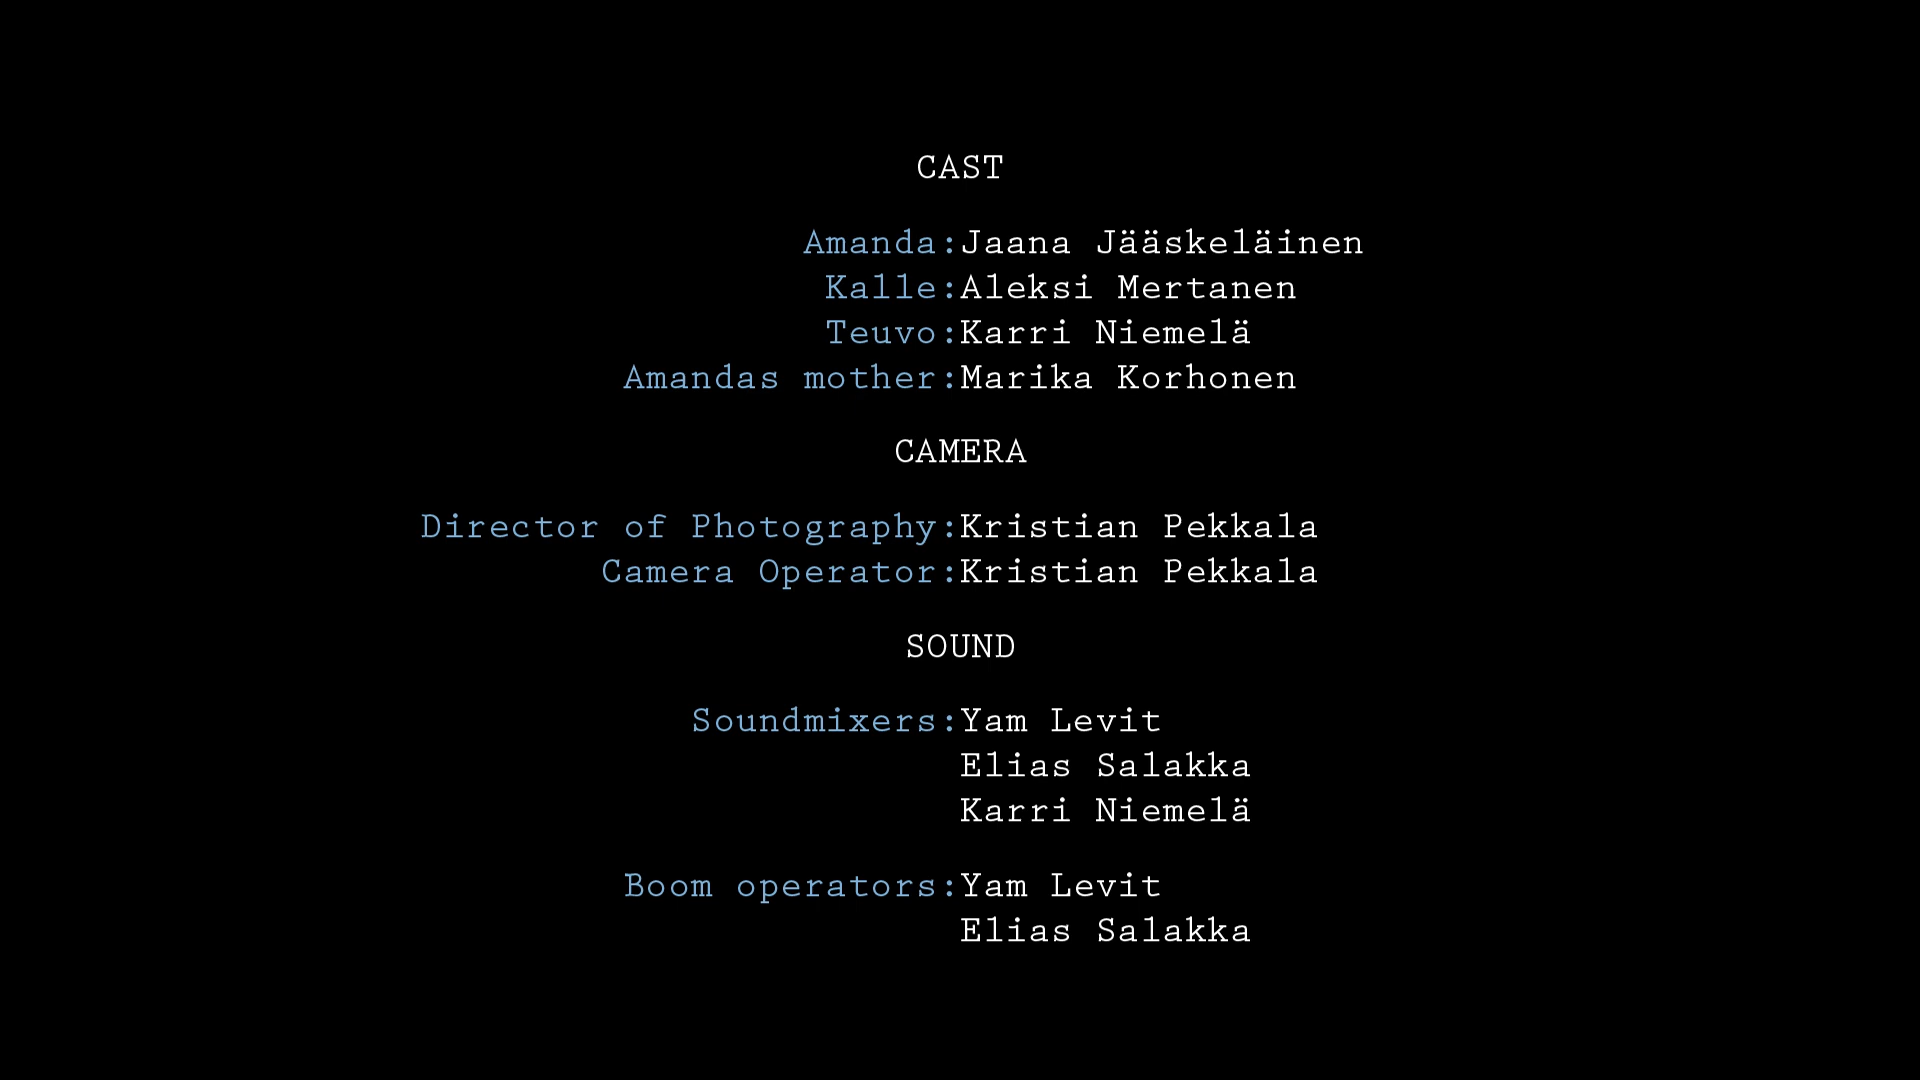 CAST
Amanda:Jaana Jääskeläinen
Kalle:Aleksi Mertanen
Teuvo:Karri Niemelä
Amandas mother:Marika Korhonen
CAMERA
Director of Photography:Kristian Pekkala
Camera Operator:Kristian Pekkala
SOUND
Soundmixers:Yam Levit
Elias Salakka
Karri Niemelä
Boom operators:Yam Levit
Elias Salakka